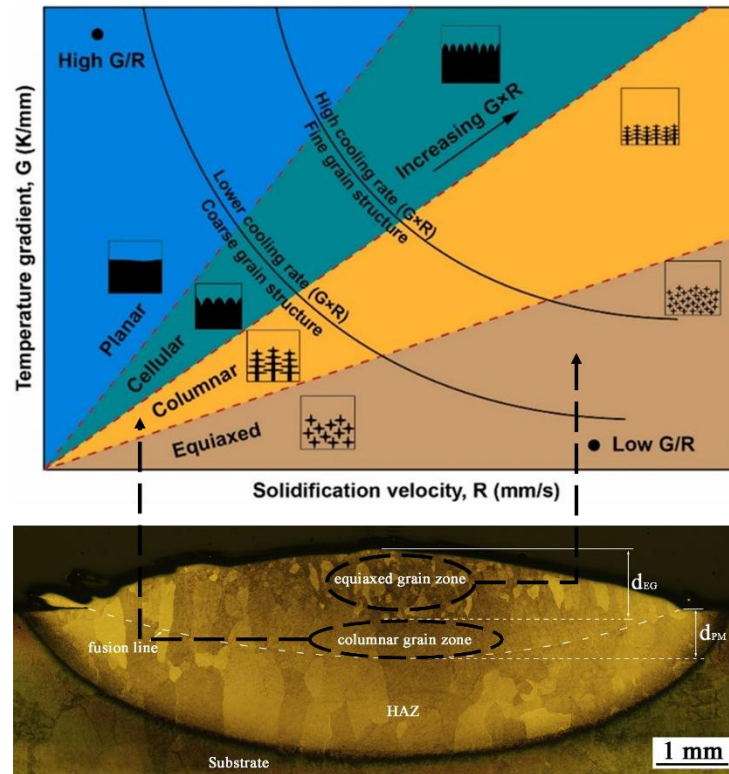 Temperature gradient, G (K/mm)
High G/R
High cooling rate (G×R)
Fine grain structure
Increasing G×R
Lower cooling rate (G×R)
Coarse grain structure
Planar
Cellular
Columnar
Equiaxed
Low G/R
Solidification velocity, R (mm/s)
equiaxed grain zone
dEG
columnar grain zone
dPM
fusion line
HAZ
Substrate
1 mm